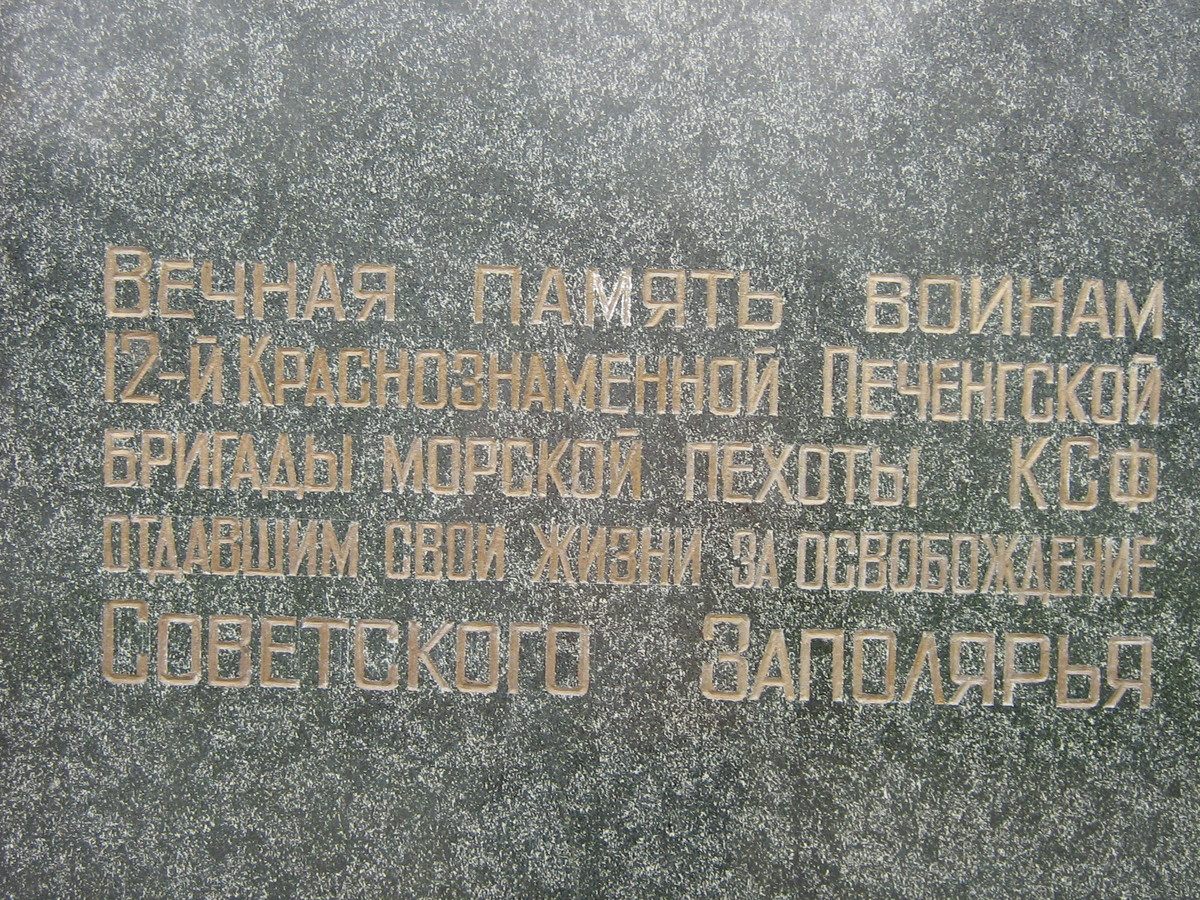 Вечная память воинам
12-й Краснознаменной Печенгской
бригады морской пехоты КСФ
отдавшим свои жизни за освобождение
Советского Заполярья